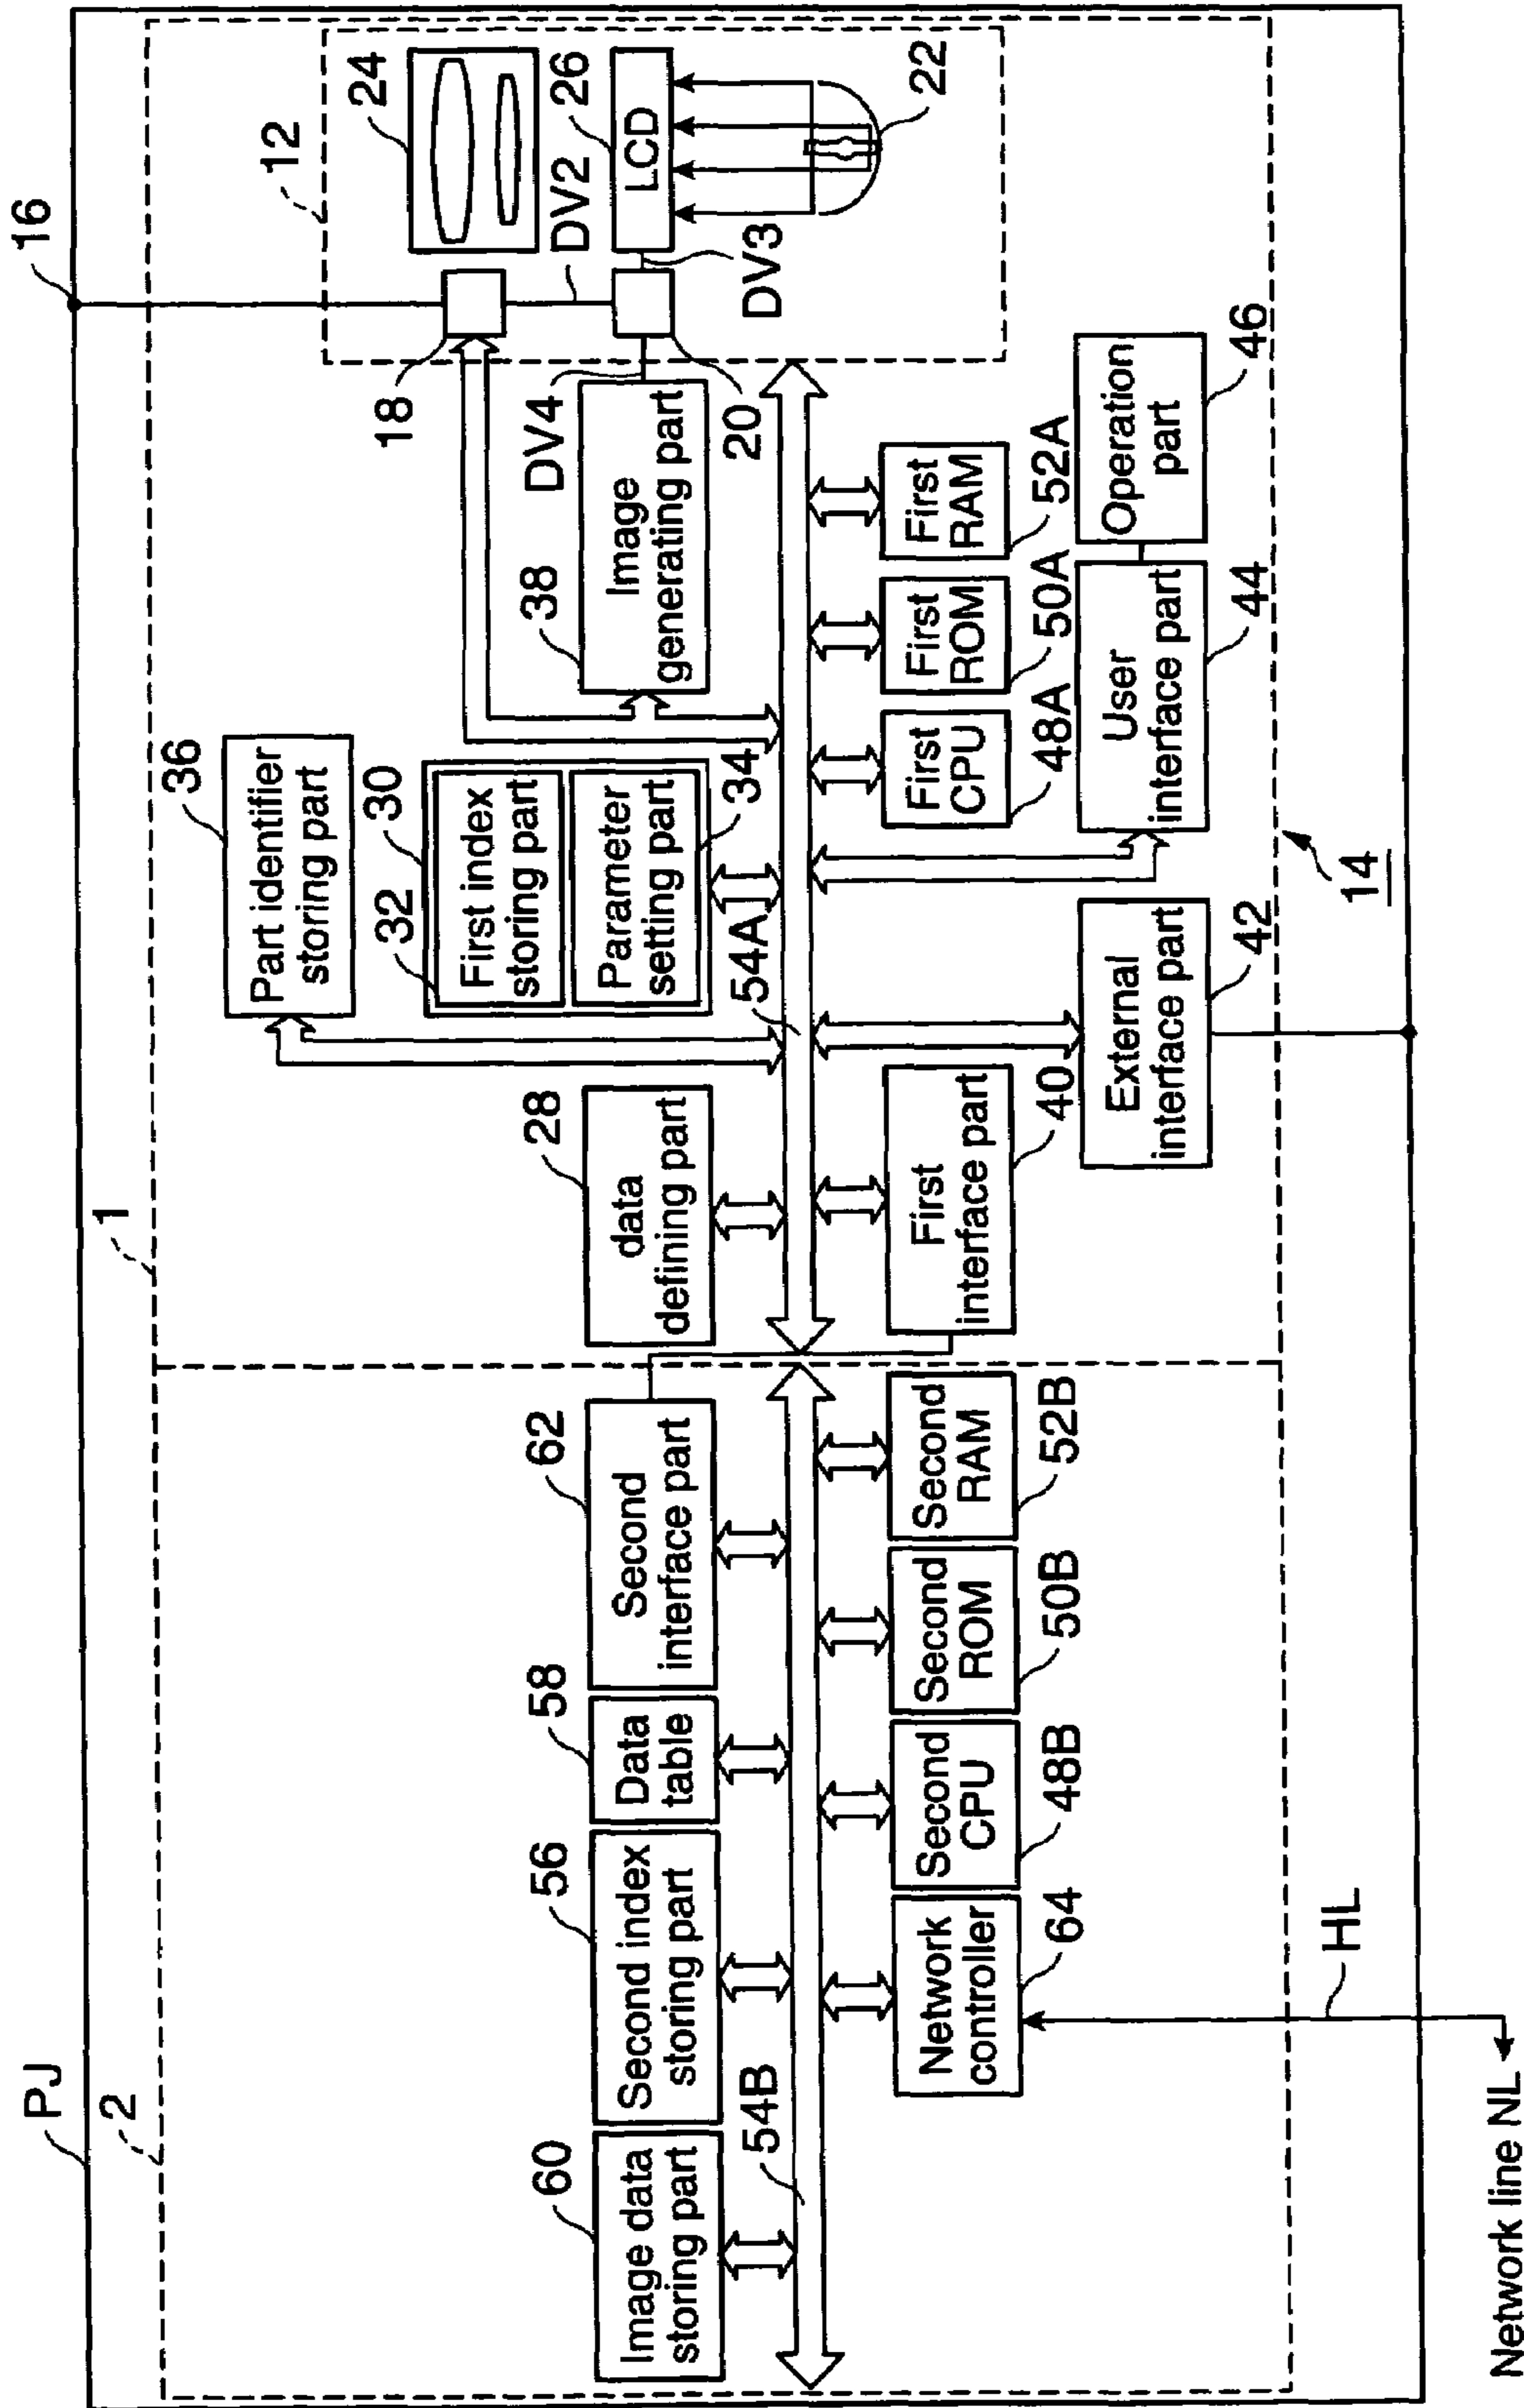 PJ
16
2
1
12
36
Part identifier
storing part
24
18
DV2
30
32
First index
storing part
34
Parameter
setting part
DV4
38
Image
generating part
20
DV3
26
LCD
22
60
Image data
storing part
56
Second index
storing part
58
Data
table
62
Second
interface part
28
data
defining part
54B
54A
Network
controller
64
Second
CPU
48B
Second
ROM
50B
Second
RAM
52B
First
interface part
40
First
CPU
48A
First
ROM
50A
First
RAM
52A
External
interface part
42
User
interface part
44
Operation
part
46
14
HL
Network line NL